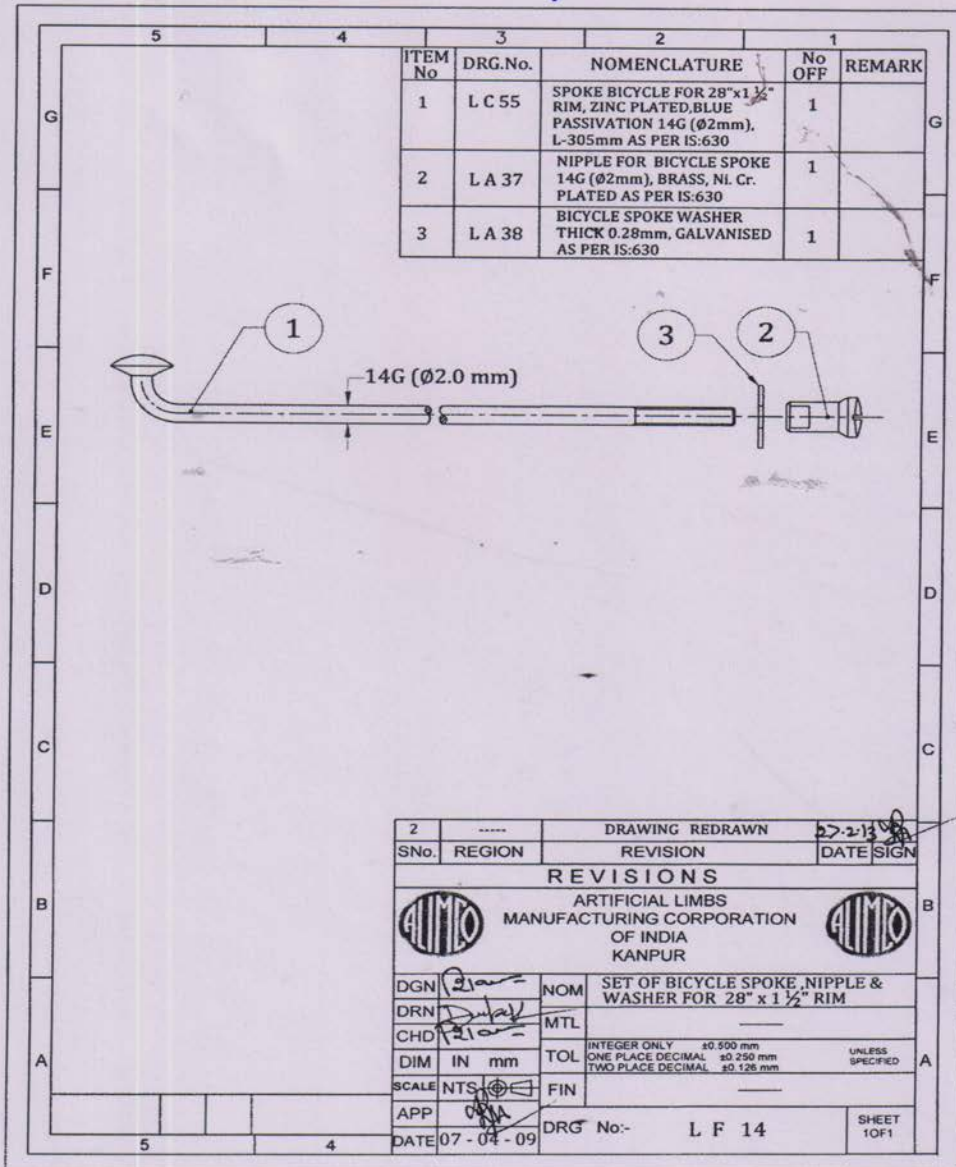 5 4 3 2 1
ITEM No DRG.No. NOMENCLATURE No OFF REMARK
1 L C 55 SPOKE BICYCLE FOR 28"x1 ½" RIM, ZINC PLATED,BLUE PASSIVATION 14G (Ø2mm), L-305mm AS PER IS:630 1
2 L A 37 NIPPLE FOR BICYCLE SPOKE 14G (Ø2mm), BRASS, Ni. Cr. PLATED AS PER IS:630 1
3 L A 38 BICYCLE SPOKE WASHER THICK 0.28mm, GALVANISED AS PER IS:630 1
G G
F F
1 3 2
14G (Ø2.0 mm)
E E
D D
C C
2 ----- DRAWING REDRAWN 27-2-13
SNo. REGION REVISION DATE SIGN
REVISIONS
B B
ALIMCO ALIMCO
ARTIFICIAL LIMBS
MANUFACTURING CORPORATION
OF INDIA
KANPUR
DGN NOM SET OF BICYCLE SPOKE ,NIPPLE & WASHER FOR 28" x 1 ½" RIM
DRN
CHD MTL ——
A A
DIM IN mm TOL INTEGER ONLY ±0.500 mm
ONE PLACE DECIMAL ±0.250 mm
TWO PLACE DECIMAL ±0.126 mm
UNLESS SPECIFIED
SCALE NTS FIN ——
APP
DATE 07 - 04 - 09 DRG No:- L F 14 SHEET 1OF1
5 4